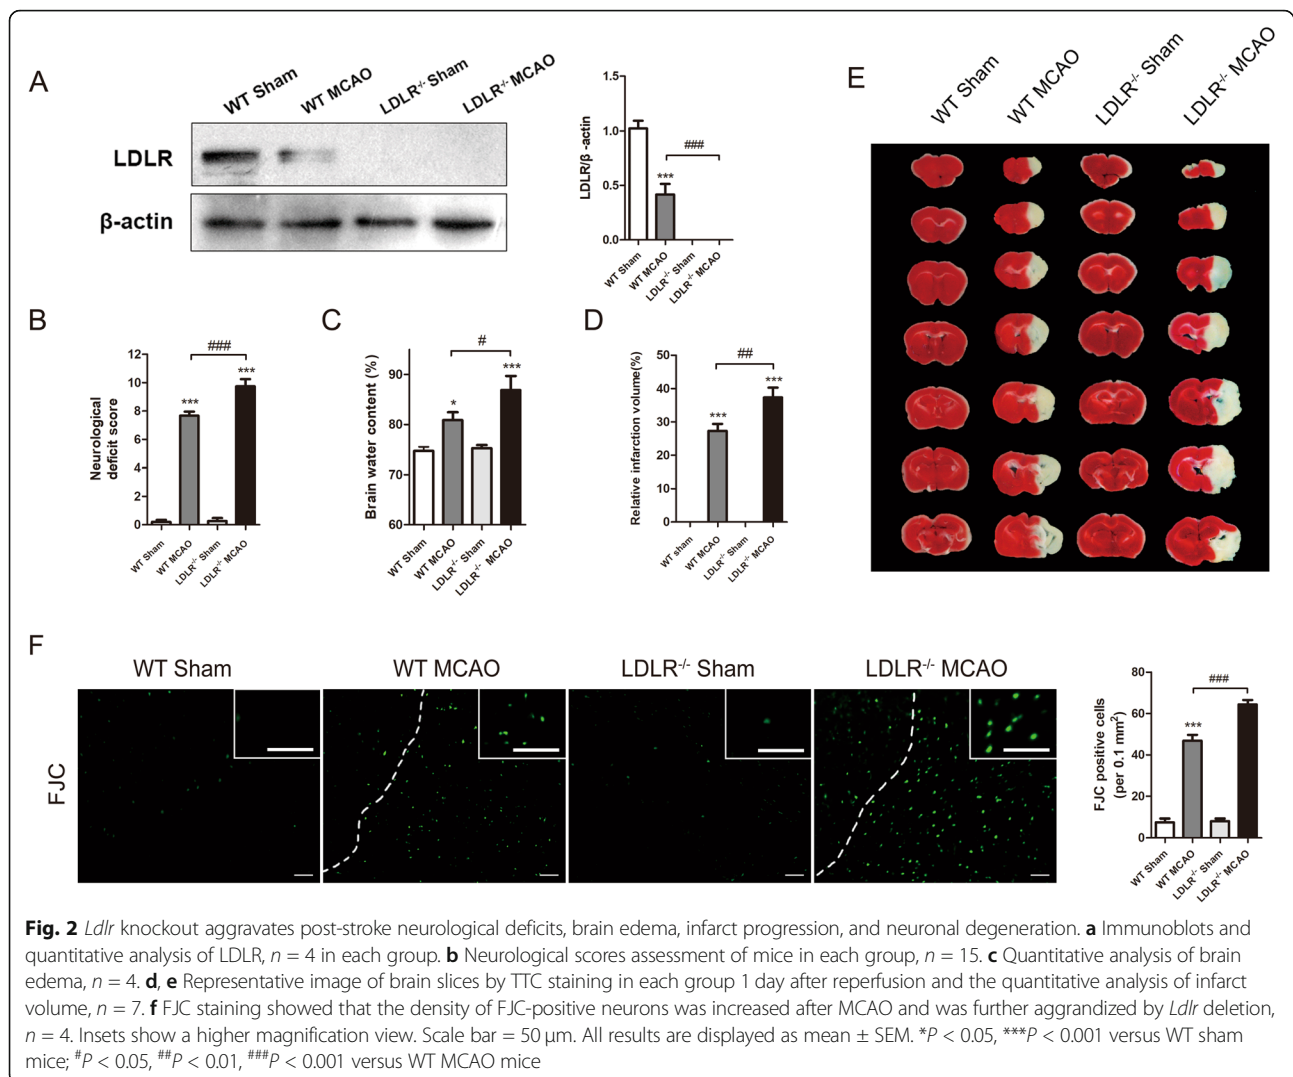 A
WT Sham
WT MCAO
LDLR-/- Sham
LDLR-/- MCAO
LDLR
β-actin
LDLR/β -actin
1.5
1.0
0.5
0.0
***
###
WT Sham
WT MCAO
LDLR-/- Sham
LDLR-/- MCAO
B
Neurological
deficit score
12
10
8
6
4
2
0
***
###
***
WT Sham
WT MCAO
LDLR-/- Sham
LDLR-/- MCAO
C
Brain water content (%)
90
80
70
60
*
#
***
WT Sham
WT MCAO
LDLR-/- Sham
LDLR-/- MCAO
D
Relative infarction volume(%)
50
40
30
20
10
0
***
##
***
WT sham
WT MCAO
LDLR-/- Sham
LDLR-/- MCAO
E
WT Sham
WT MCAO
LDLR-/- Sham
LDLR-/- MCAO
F
WT Sham
WT MCAO
LDLR-/- Sham
LDLR-/- MCAO
FJC
FJC positive cells
(per 0.1 mm²)
80
60
40
20
0
***
###
WT Sham
WT MCAO
LDLR-/- Sham
LDLR-/- MCAO
Fig. 2 Ldlr knockout aggravates post-stroke neurological deficits, brain edema, infarct progression, and neuronal degeneration. a Immunoblots and
quantitative analysis of LDLR, n = 4 in each group. b Neurological scores assessment of mice in each group, n = 15. c Quantitative analysis of brain
edema, n = 4. d, e Representative image of brain slices by TTC staining in each group 1 day after reperfusion and the quantitative analysis of infarct
volume, n = 7. f FJC staining showed that the density of FJC-positive neurons was increased after MCAO and was further aggrandized by Ldlr deletion,
n = 4. Insets show a higher magnification view. Scale bar = 50 μm. All results are displayed as mean ± SEM. *P < 0.05, ***P < 0.001 versus WT sham
mice; #P < 0.05, ##P < 0.01, ###P < 0.001 versus WT MCAO mice